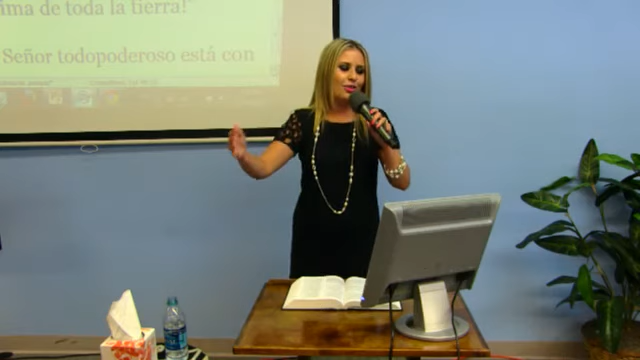 ima de toda la tierra!
Señor todopoderoso está con